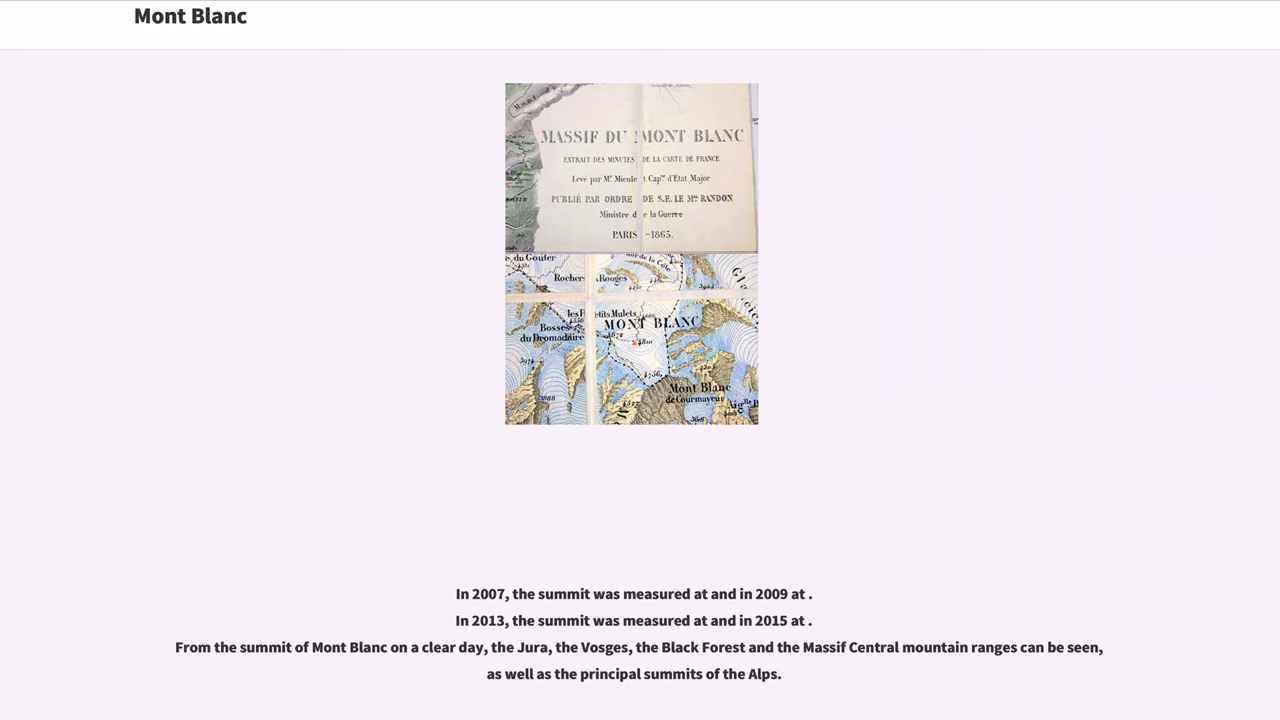 Mont Blanc
MASSIF DU MONT BLANC
EXTRAIT DES MINUTES DE LA CARTE DE FRANCE
Levé par Mr Mieulet Capne d'Etat Major
PUBLIÉ PAR ORDRE DE S.E. LE Mal RANDON
Ministre de la Guerre
PARIS -1865.
du Gouter
Rochers Rouges
les Petits Mulets
MONT BLANC
Bosses
du Dromadaire
4810
4756
Mont Blanc
de Courmayeur
In 2007, the summit was measured at and in 2009 at .
In 2013, the summit was measured at and in 2015 at .
From the summit of Mont Blanc on a clear day, the Jura, the Vosges, the Black Forest and the Massif Central mountain ranges can be seen,
as well as the principal summits of the Alps.